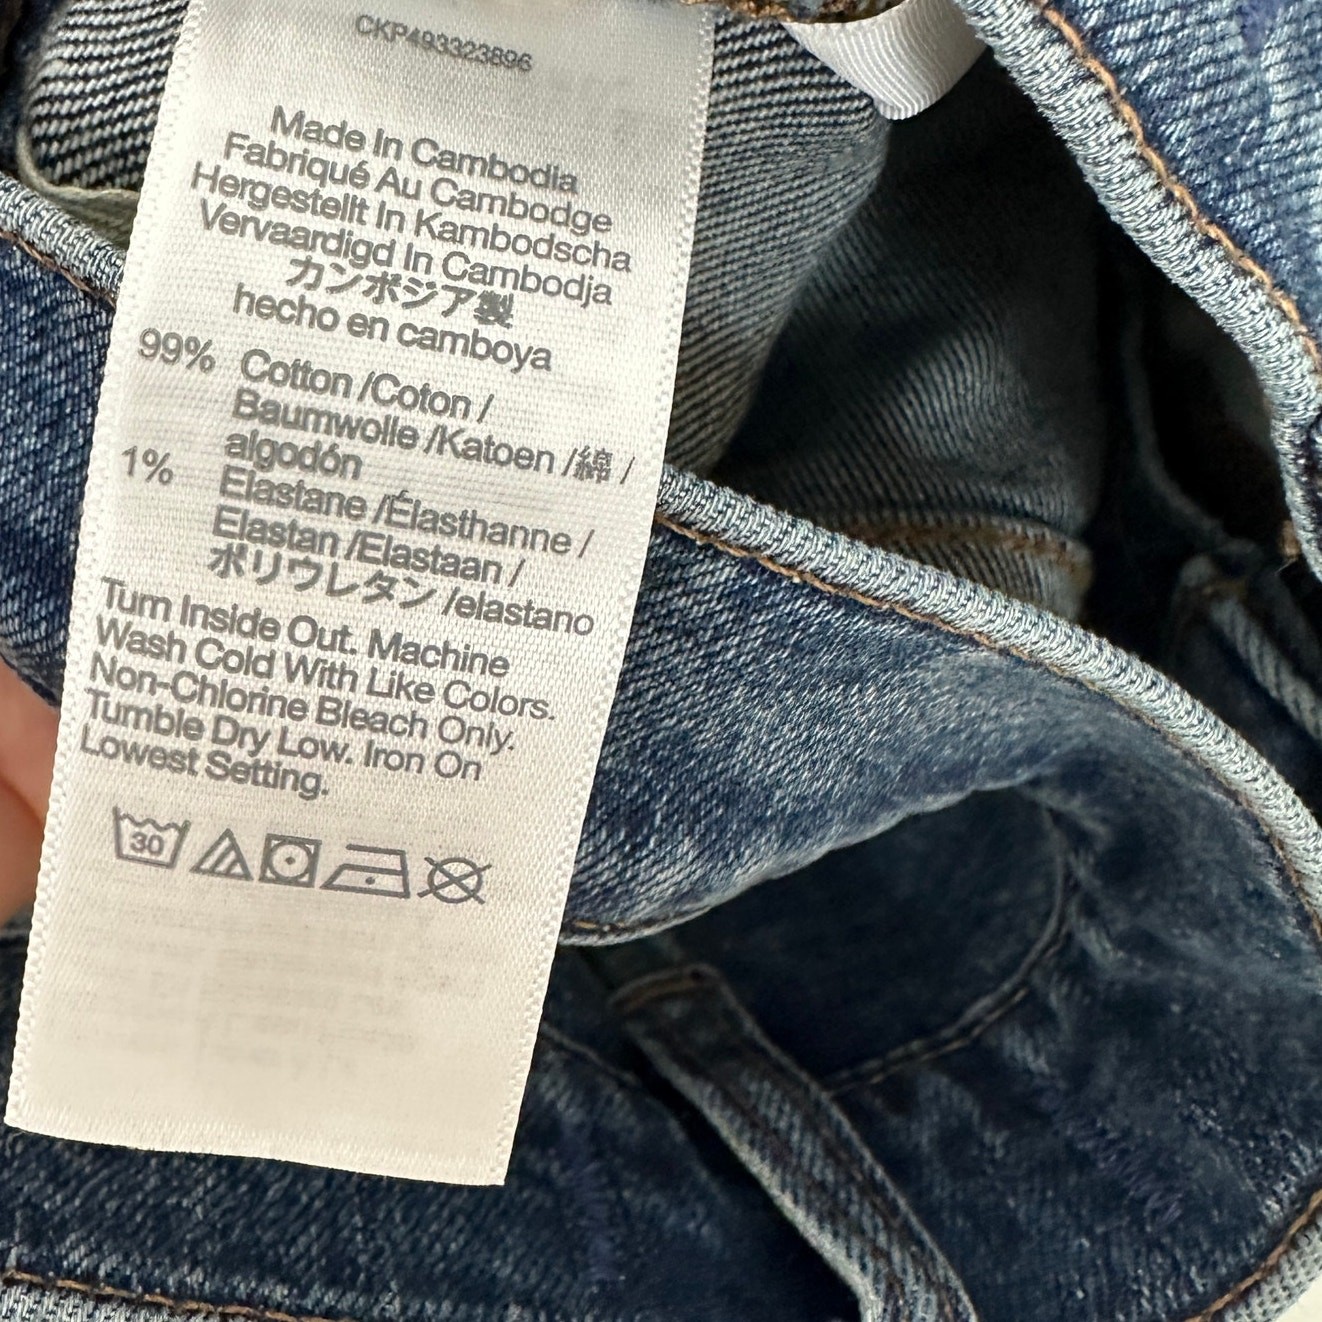 CKP493323896
Made In Cambodia
Fabriqué Au Cambodge
Hergestellt In Kambodscha
Vervaardigd In Cambodja
カンボジア製
hecho en camboya
99% Cotton /Coton /
Baumwolle /Katoen /綿 /
algodón
1% Elastane /Élasthanne /
Elastan /Elastaan /
ポリウレタン /elastano
Turn Inside Out. Machine
Wash Cold With Like Colors.
Non-Chlorine Bleach Only.
Tumble Dry Low. Iron On
Lowest Setting.
30